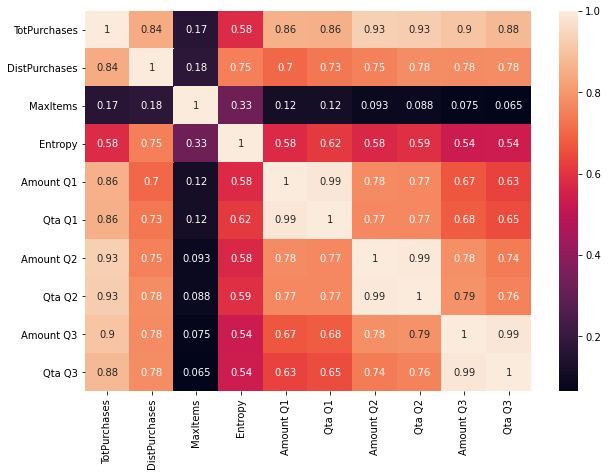 TotPurchases 1 0.84 0.17 0.58 0.86 0.86 0.93 0.93 0.9 0.88
DistPurchases 0.84 1 0.18 0.75 0.7 0.73 0.75 0.78 0.78 0.78
MaxItems 0.17 0.18 1 0.33 0.12 0.12 0.093 0.088 0.075 0.065
Entropy 0.58 0.75 0.33 1 0.58 0.62 0.58 0.59 0.54 0.54
Amount Q1 0.86 0.7 0.12 0.58 1 0.99 0.78 0.77 0.67 0.63
Qta Q1 0.86 0.73 0.12 0.62 0.99 1 0.77 0.77 0.68 0.65
Amount Q2 0.93 0.75 0.093 0.58 0.78 0.77 1 0.99 0.78 0.74
Qta Q2 0.93 0.78 0.088 0.59 0.77 0.77 0.99 1 0.79 0.76
Amount Q3 0.9 0.78 0.075 0.54 0.67 0.68 0.78 0.79 1 0.99
Qta Q3 0.88 0.78 0.065 0.54 0.63 0.65 0.74 0.76 0.99 1
TotPurchases
DistPurchases
MaxItems
Entropy
Amount Q1
Qta Q1
Amount Q2
Qta Q2
Amount Q3
Qta Q3
1.0
0.8
0.6
0.4
0.2